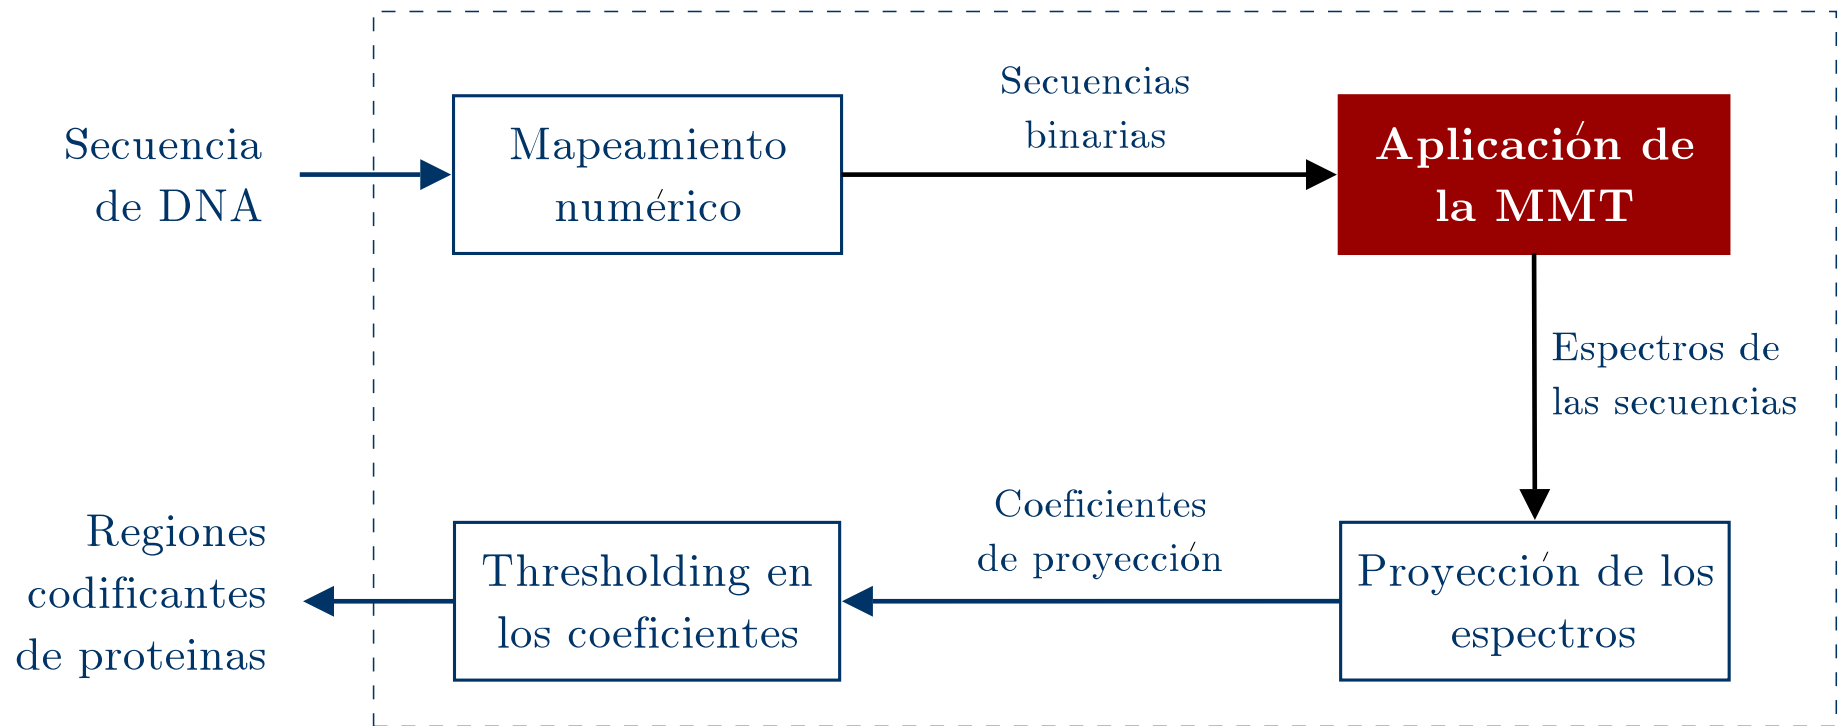 Secuencia
de DNA
Mapeamiento
numérico
Secuencias
binarias
Aplicación de
la MMT
Espectros de
las secuencias
Proyección de los
espectros
Coeficientes
de proyección
Thresholding en
los coeficientes
Regiones
codificantes
de proteinas